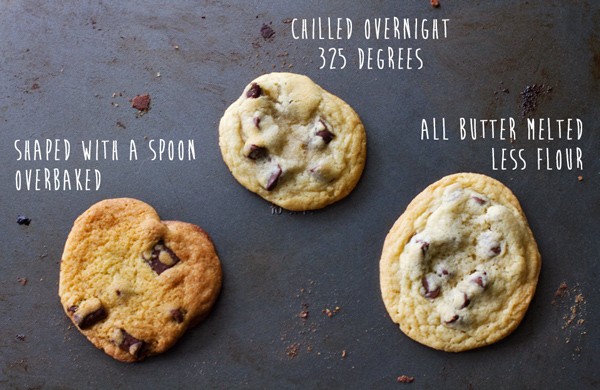 CHILLED OVERNIGHT
325 DEGREES
SHAPED WITH A SPOON
OVERBAKED
ALL BUTTER MELTED
LESS FLOUR